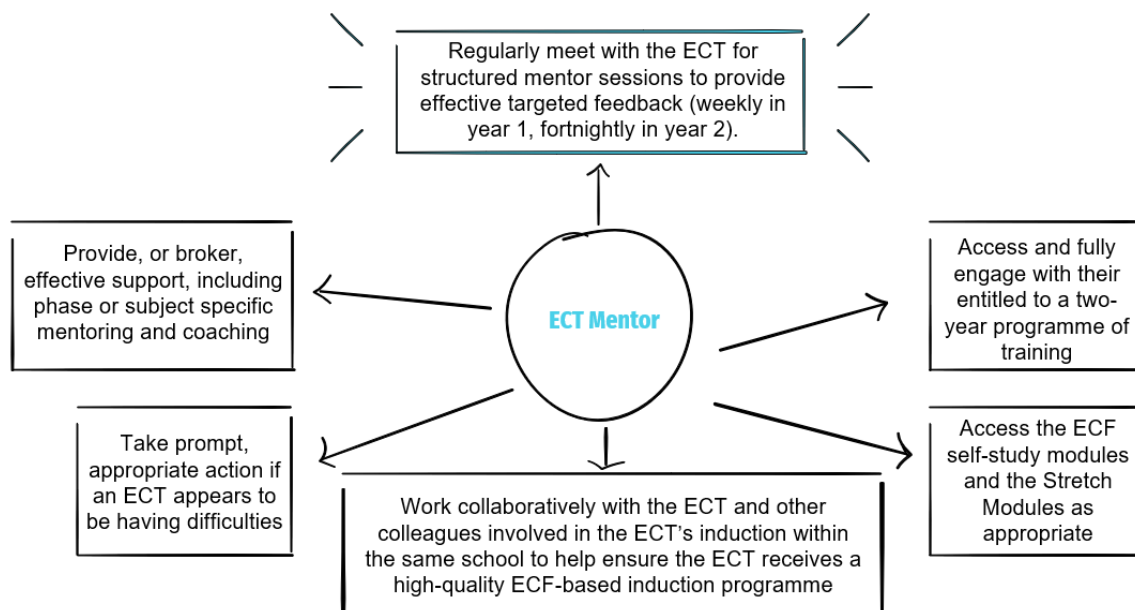 Regularly meet with the ECT for
structured mentor sessions to provide
effective targeted feedback (weekly in
year 1, fortnightly in year 2).
Provide, or broker,
effective support, including
phase or subject specific
mentoring and coaching
ECT Mentor
Access and fully
engage with their
entitled to a two-
year programme of
training
Take prompt,
appropriate action if
an ECT appears to
be having difficulties
Work collaboratively with the ECT and other
colleagues involved in the ECT’s induction within
the same school to help ensure the ECT receives a
high-quality ECF-based induction programme
Access the ECF
self-study modules
and the Stretch
Modules as
appropriate